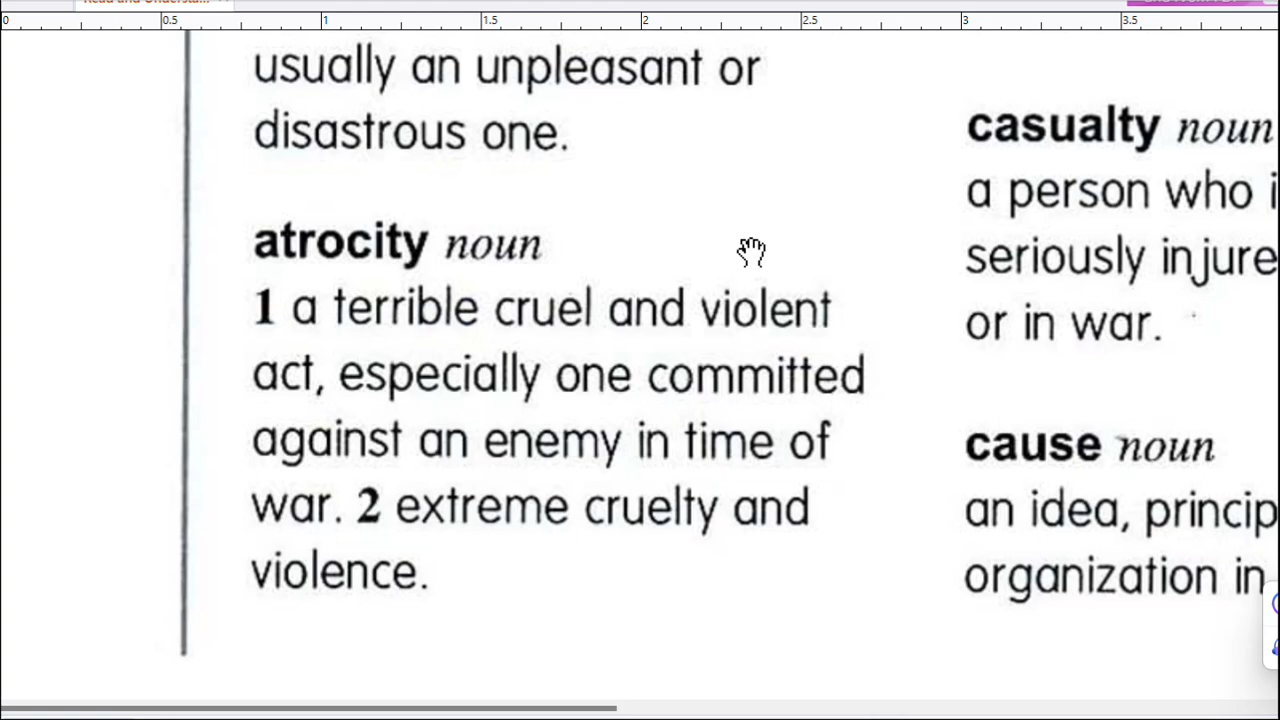 0 0.5 1 1.5 2 2.5 3 3.5
usually an unpleasant or
disastrous one.
atrocity noun
1 a terrible cruel and violent
act, especially one committed
against an enemy in time of
war. 2 extreme cruelty and
violence.
casualty noun
a person who i
seriously injure
or in war.
cause noun
an idea, princip
organization in